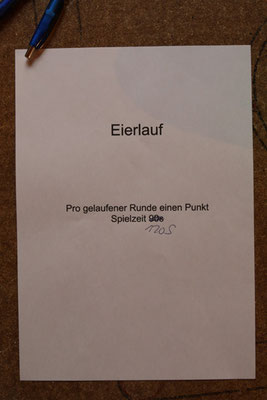 Eierlauf
Pro gelaufener Runde einen Punkt
Spielzeit 90s
120s